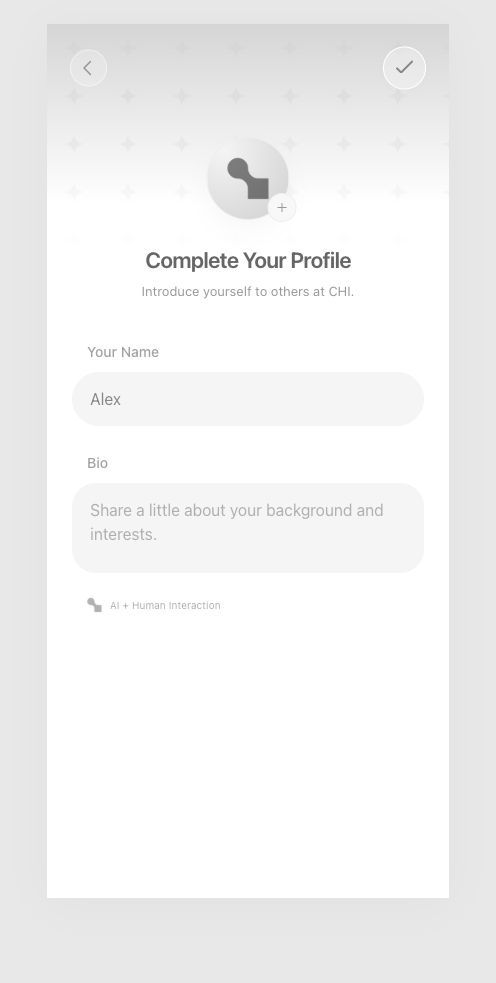 Complete Your Profile
Introduce yourself to others at CHI.
Your Name
Alex
Bio
Share a little about your background and
interests.
AI + Human Interaction